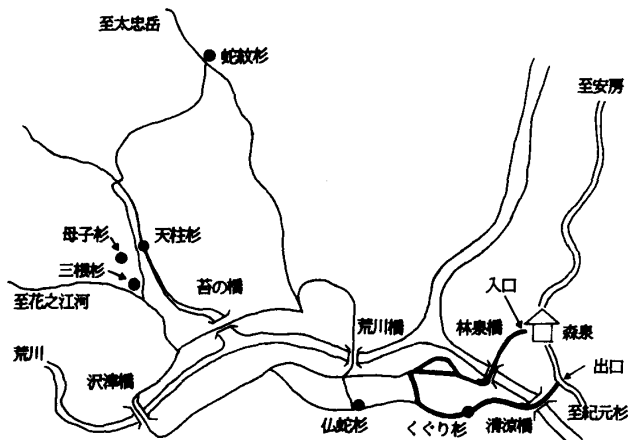 至太忠岳
蛇紋杉
至安房
母子杉
天柱杉
三根杉
苔の橋
至花之江河
入口
荒川橋
林泉橋
森泉
荒川
沢津橋
出口
仏蛇杉
くぐり杉
清涼橋
至紀元杉